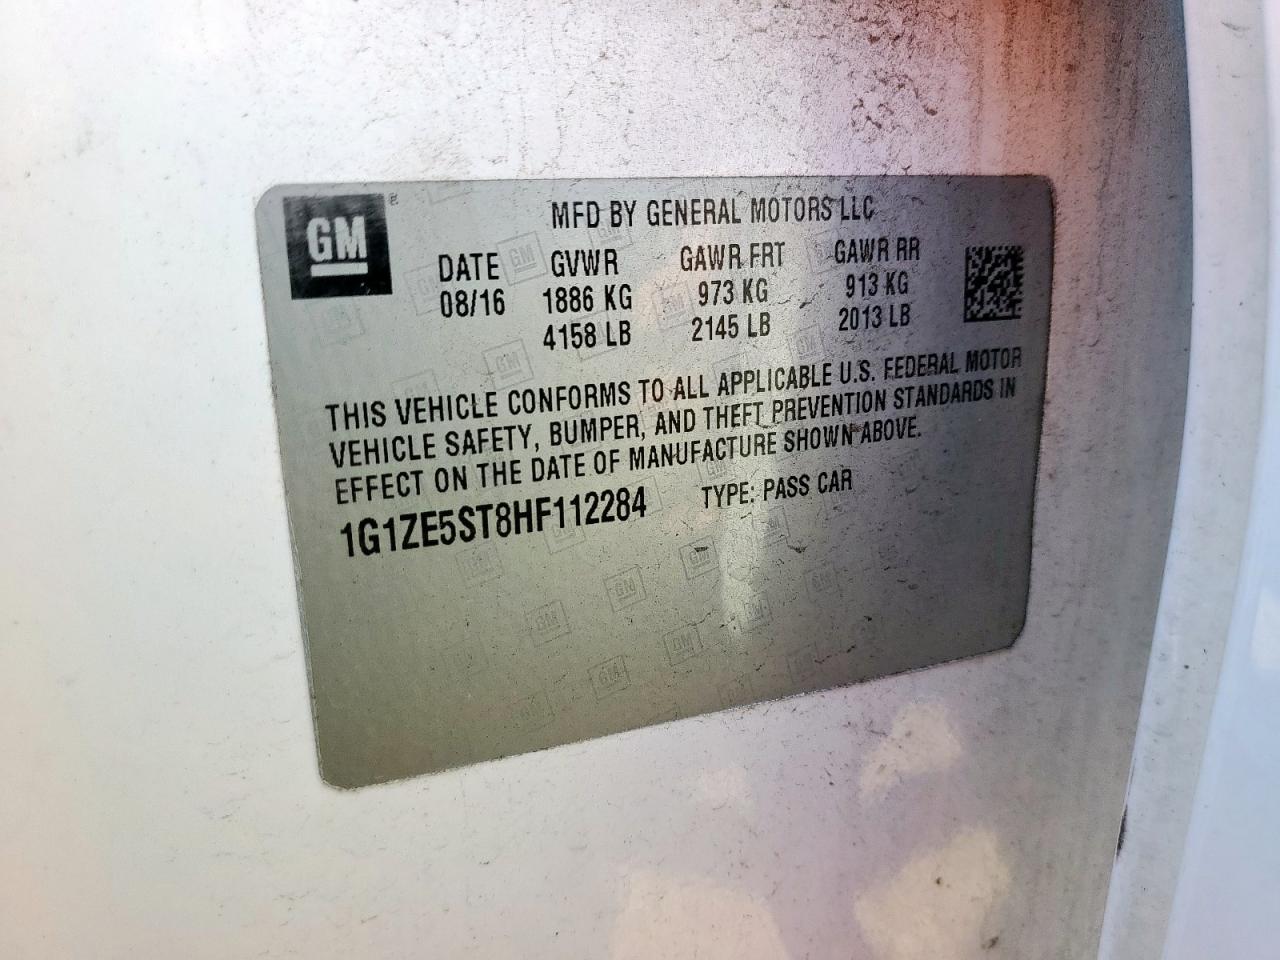 GM ®
MFD BY GENERAL MOTORS LLC
DATE GVWR GAWR FRT GAWR RR
08/16 1886 KG 973 KG 913 KG
4158 LB 2145 LB 2013 LB
THIS VEHICLE CONFORMS TO ALL APPLICABLE U.S. FEDERAL MOTOR
VEHICLE SAFETY, BUMPER, AND THEFT PREVENTION STANDARDS IN
EFFECT ON THE DATE OF MANUFACTURE SHOWN ABOVE.
1G1ZE5ST8HF112284 TYPE: PASS CAR